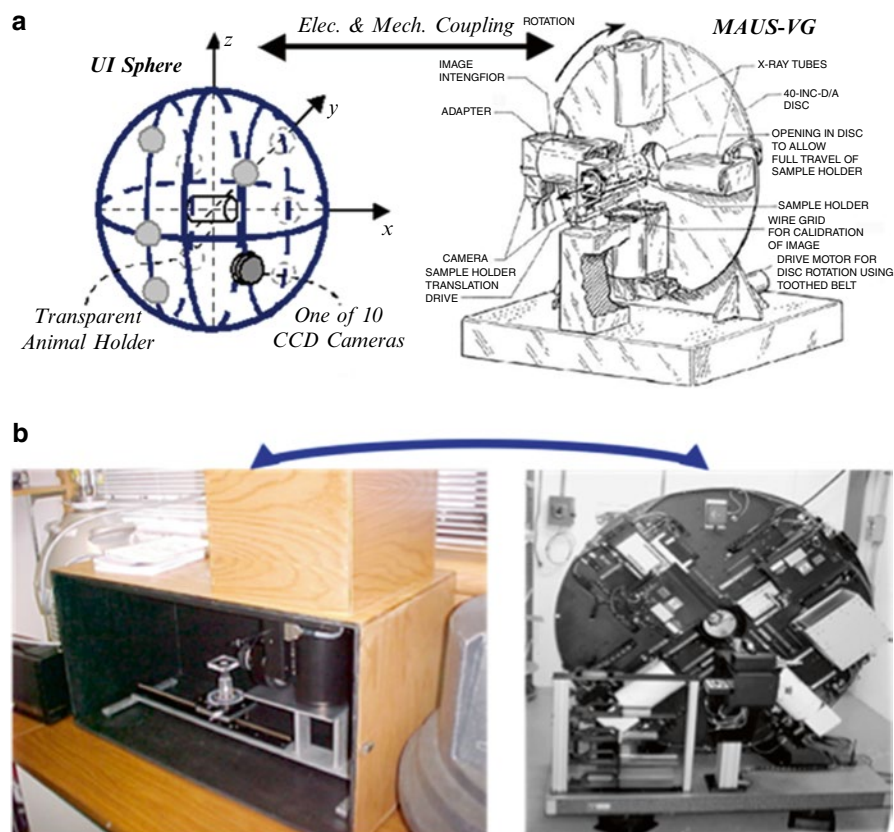 a
Elec. & Mech. Coupling
ROTATION
MAUS-VG
UI Sphere
z
y
x
Transparent
Animal Holder
One of 10
CCD Cameras
IMAGE
INTENGFIOR
ADAPTER
CAMERA
SAMPLE HOLDER
TRANSLATION
DRIVE
X-RAY TUBES
40-INC-D/A
DISC
OPENING IN DISC
TO ALLOW
FULL TRAVEL OF
SAMPLE HOLDER
SAMPLE HOLDER
WIRE GRID
FOR CALIDRATION
OF IMAGE
DRIVE MOTOR FOR
DISC ROTATION USING
TOOTHED BELT
b